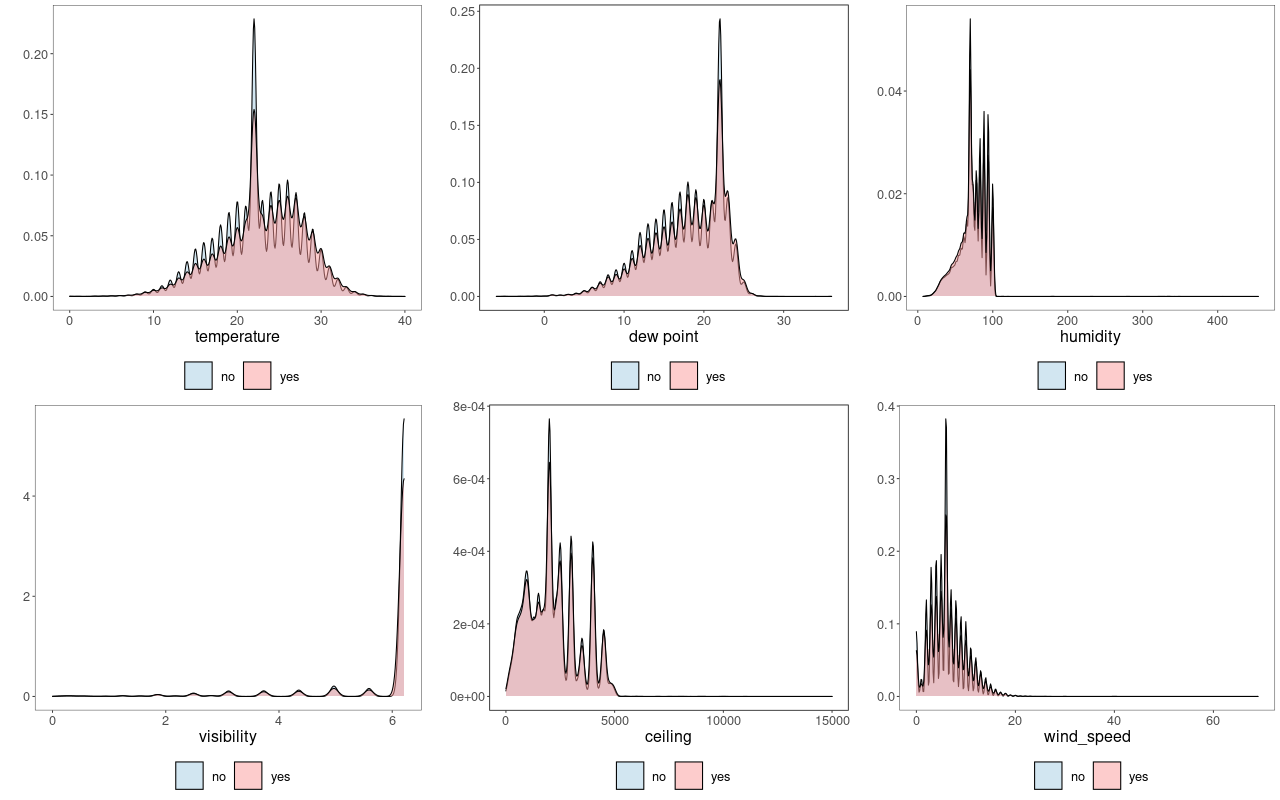 0.20
0.15
0.10
0.05
0.00
0 10 20 30 40
temperature
no yes
0.25
0.20
0.15
0.10
0.05
0.00
0 10 20 30
dew point
no yes
0.04
0.02
0.00
0 100 200 300 400
humidity
no yes
4
2
0
0 2 4 6
visibility
no yes
8e-04
6e-04
4e-04
2e-04
0e+00
0 5000 10000 15000
ceiling
no yes
0.4
0.3
0.2
0.1
0.0
0 20 40 60
wind_speed
no yes